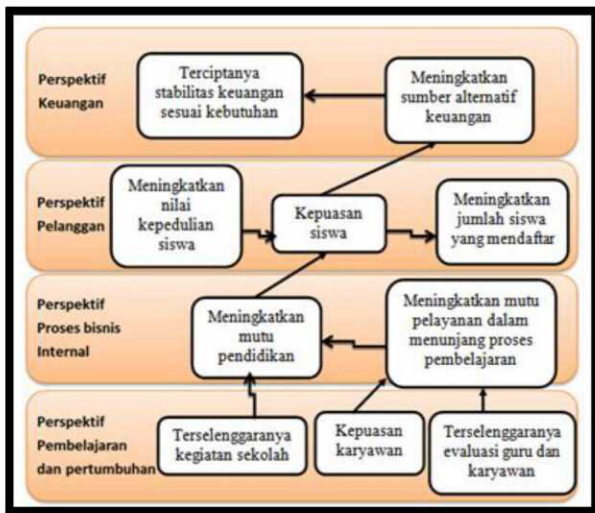 Perspektif
Keuangan
Terciptanya
stabilitas keuangan
sesuai kebutuhan
Meningkatkan
sumber alternatif
keuangan
Perspektif
Pelanggan
Meningkatkan
nilai
kepedulian
siswa
Kepuasan
siswa
Meningkatkan
jumlah siswa
yang mendaftar
Perspektif
Proses bisnis
Internal
Meningkatkan
mutu
pendidikan
Meningkatkan mutu
pelayanan dalam
menunjang proses
pembelajaran
Perspektif
Pembelajaran
dan pertumbuhan
Terselenggaranya
kegiatan sekolah
Kepuasan
karyawan
Terselenggaranya
evaluasi guru dan
karyawan